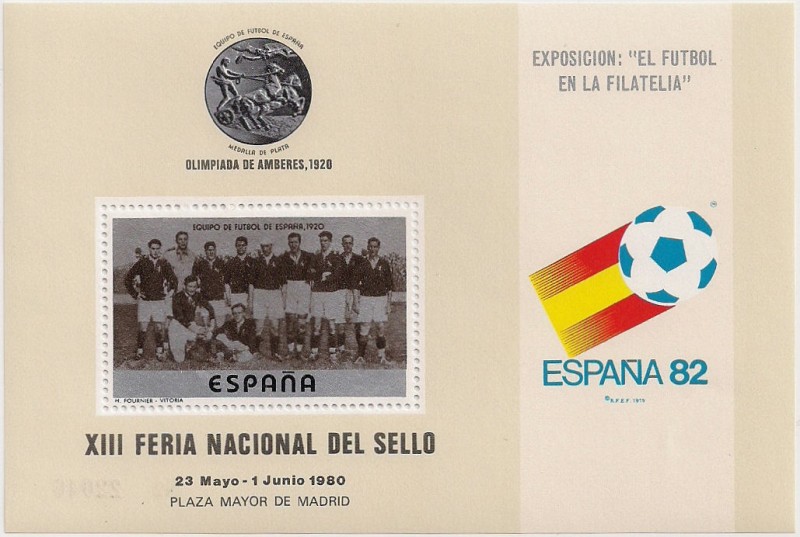 EQUIPO DE FUTBOL DE ESPAÑA
MEDALLA DE PLATA
OLIMPIADA DE AMBERES, 1920
EQUIPO DE FUTBOL DE ESPAÑA, 1920
ESPAÑA
H. FOURNIER - VITORIA
XIII FERIA NACIONAL DEL SELLO
23 Mayo - 1 Junio 1980
PLAZA MAYOR DE MADRID
EXPOSICION: "EL FUTBOL
EN LA FILATELIA"
ESPAÑA 82
© R.F.E.F. 1979